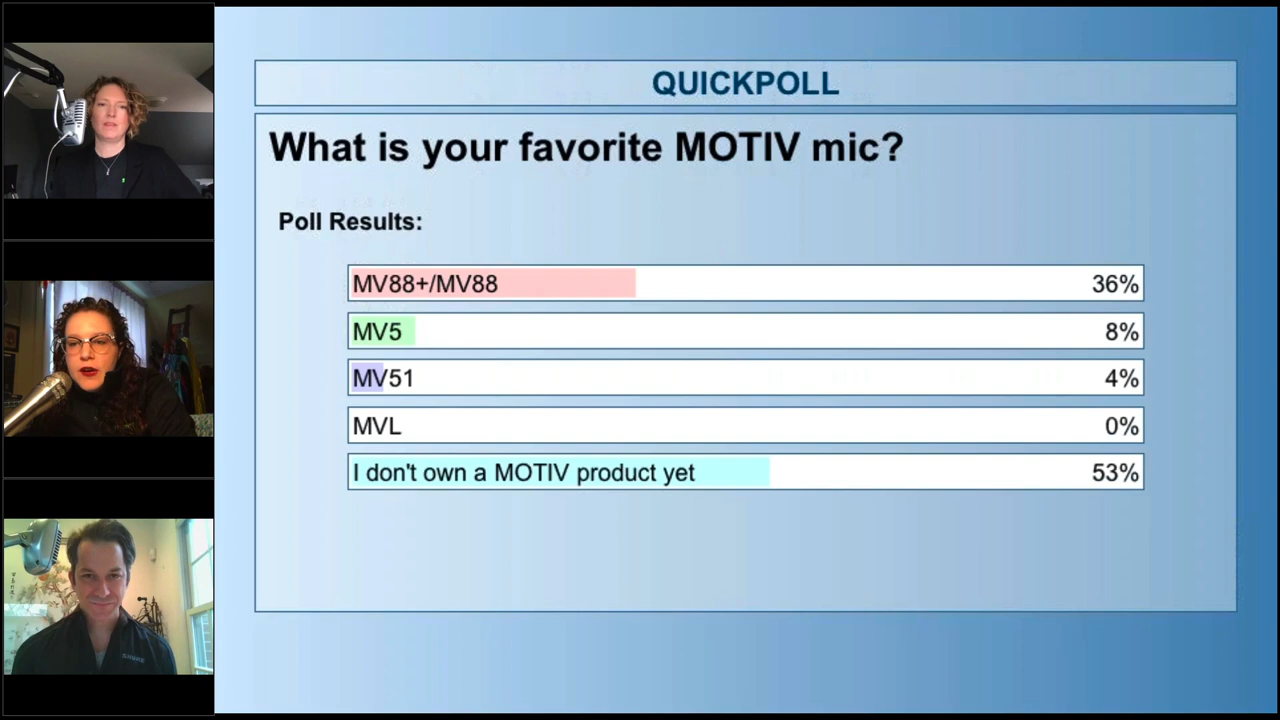 QUICKPOLL
What is your favorite MOTIV mic?
Poll Results:
MV88+/MV88 36%
MV5 8%
MV51 4%
MVL 0%
I don't own a MOTIV product yet 53%
SHURE